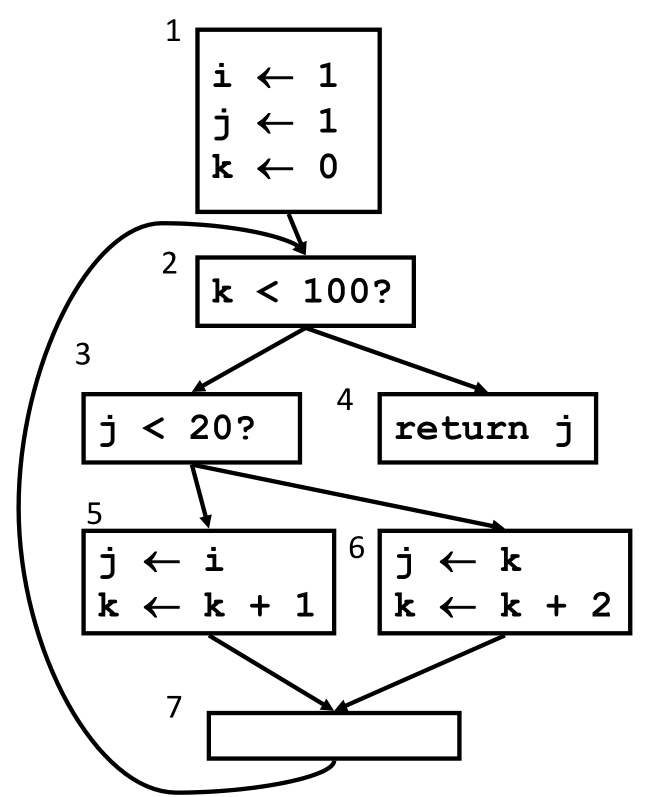 1
i ← 1
j ← 1
k ← 0
2
k < 100?
3
j < 20?
4
return j
5
j ← i
k ← k + 1
6
j ← k
k ← k + 2
7